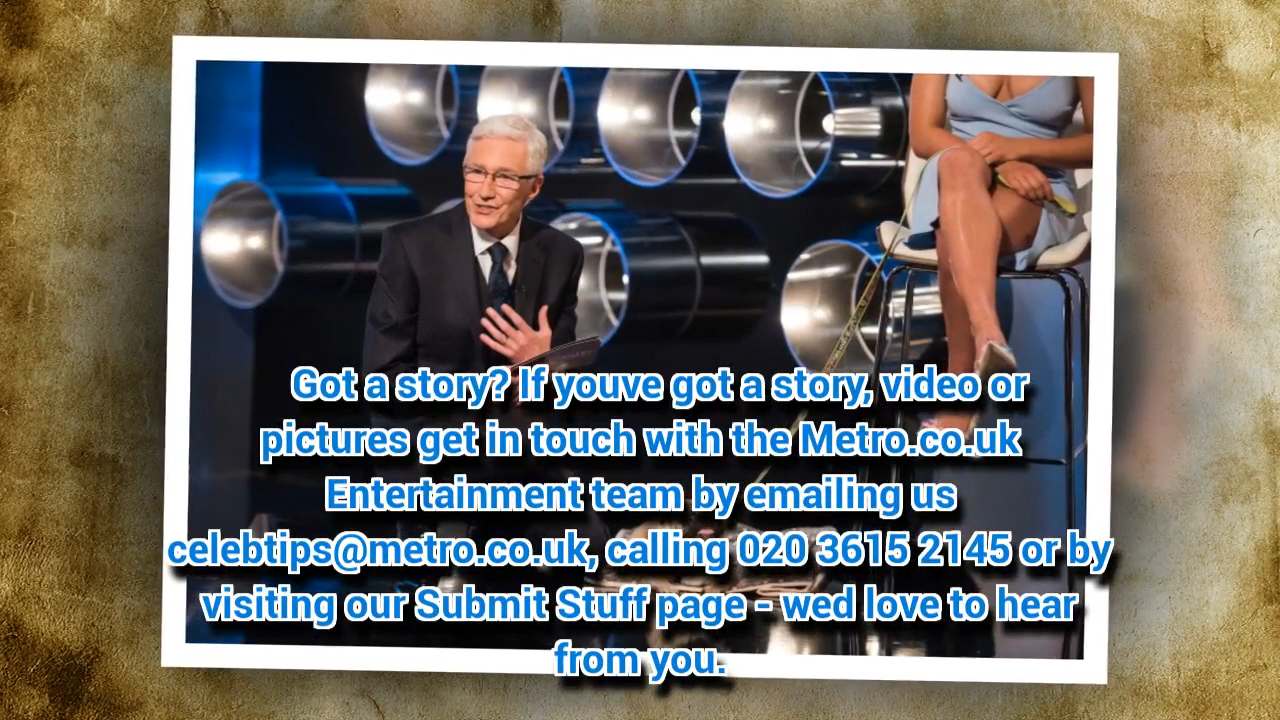 Got a story? If youve got a story, video or
pictures get in touch with the Metro.co.uk
Entertainment team by emailing us
celebtips@metro.co.uk, calling 020 3615 2145 or by
visiting our Submit Stuff page - wed love to hear
from you.